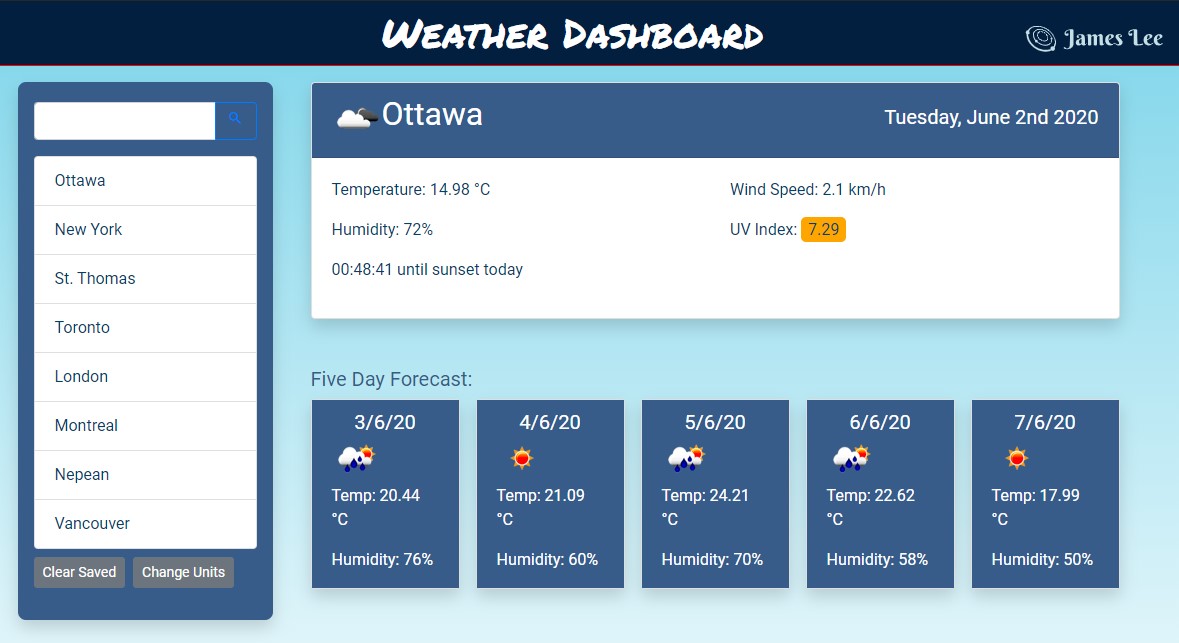 Weather Dashboard
James Lee
Ottawa
New York
St. Thomas
Toronto
London
Montreal
Nepean
Vancouver
Clear Saved Change Units
Ottawa
Tuesday, June 2nd 2020
Temperature: 14.98 °C
Wind Speed: 2.1 km/h
Humidity: 72%
UV Index: 7.29
00:48:41 until sunset today
Five Day Forecast:
3/6/20
Temp: 20.44
°C
Humidity: 76%
4/6/20
Temp: 21.09
°C
Humidity: 60%
5/6/20
Temp: 24.21
°C
Humidity: 70%
6/6/20
Temp: 22.62
°C
Humidity: 58%
7/6/20
Temp: 17.99
°C
Humidity: 50%